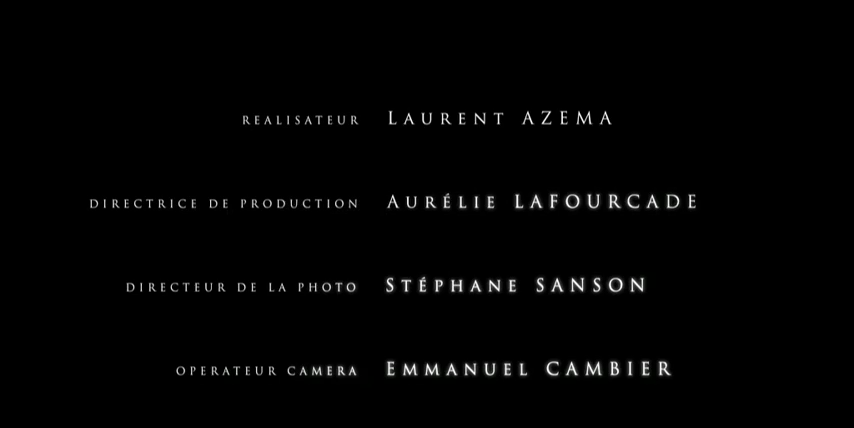 REALISATEUR LAURENT AZEMA
DIRECTRICE DE PRODUCTION AURÉLIE LAFOURCADE
DIRECTEUR DE LA PHOTO STÉPHANE SANSON
OPERATEUR CAMERA EMMANUEL CAMBIER